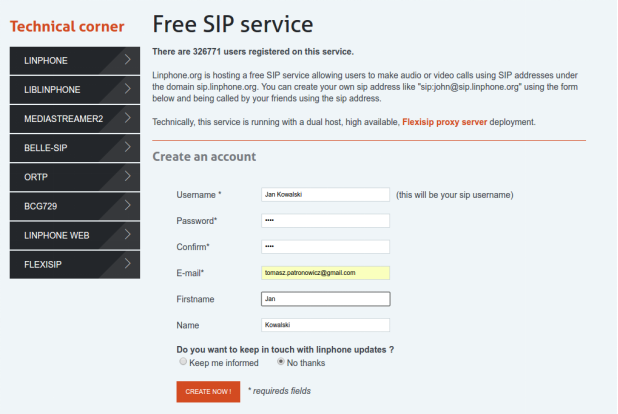 Technical corner
LINPHONE
LIBLINPHONE
MEDIASTREAMER2
BELLE-SIP
ORTP
BCG729
LINPHONE WEB
FLEXISIP
Free SIP service
There are 326771 users registered on this service.
Linphone.org is hosting a free SIP service allowing users to make audio or video calls using SIP addresses under
the domain sip.linphone.org. You can create your own sip address like "sip:john@sip.linphone.org" using the form
below and being called by your friends using the sip address.
Technically, this service is running with a dual host, high available, Flexisip proxy server deployment.
Create an account
Username * Jan Kowalski (this will be your sip username)
Password* ••••
Confirm* ••••
E-mail* tomasz.patronowicz@gmail.com
Firstname Jan
Name Kowalski
Do you want to keep in touch with linphone updates ?
Keep me informed No thanks
CREATE NOW ! * requireds fields